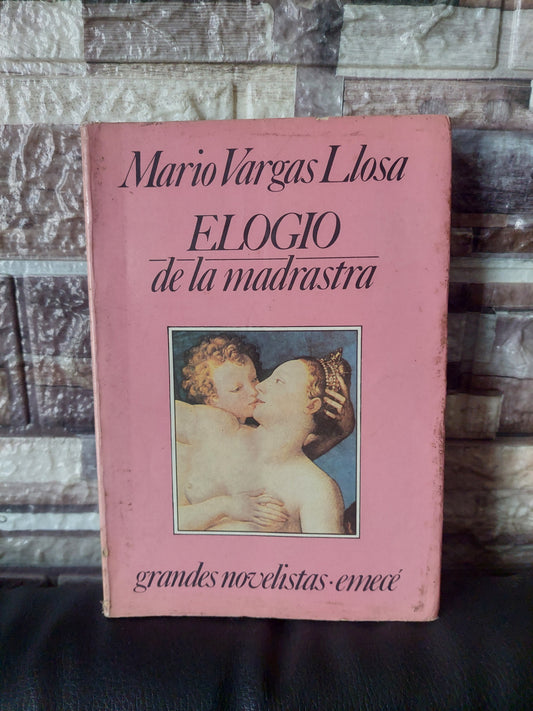 Mario Vargas Llosa
ELOGIO
de la madrastra
grandes novelistas · emecé